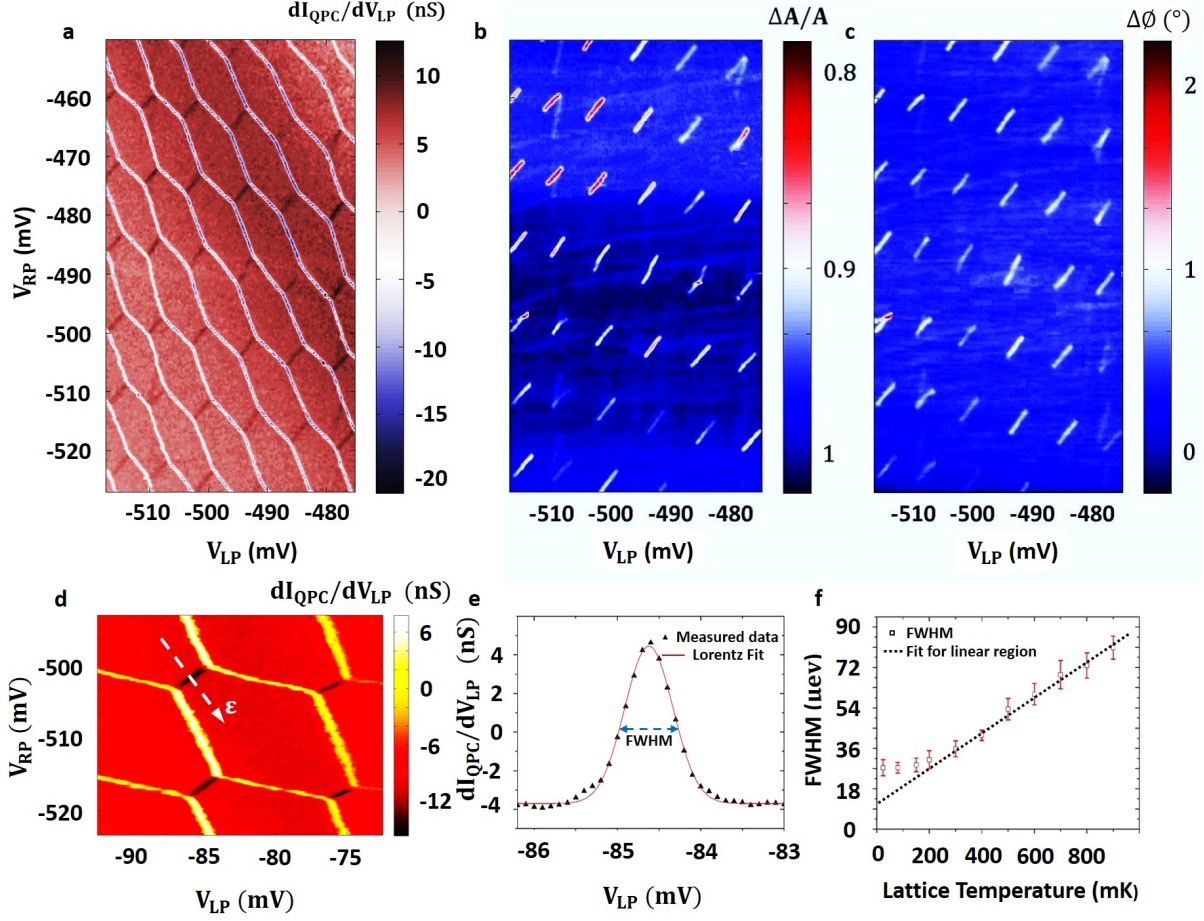 dI_QPC/dV_LP (nS)
a
V_RP (mV)
-460
-470
-480
-490
-500
-510
-520
-510 -500 -490 -480
V_LP (mV)
10
5
0
-5
-10
-15
-20
b
ΔA/A
0.8
0.9
1
-510 -500 -490 -480
V_LP (mV)
c
ΔØ (°)
2
1
0
-510 -500 -490 -480
V_LP (mV)
d
dI_QPC/dV_LP (nS)
V_RP (mV)
-500
-510
-520
ε
-90 -85 -80 -75
V_LP (mV)
6
4
0
-6
-12
e
dI_QPC/dV_LP (nS)
4
2
0
-2
-4
Measured data
Lorentz Fit
FWHM
-86 -85 -84 -83
V_LP (mV)
f
FWHM (µev)
90
72
54
36
18
0
FWHM
Fit for linear region
0 200 400 600 800
Lattice Temperature (mK)